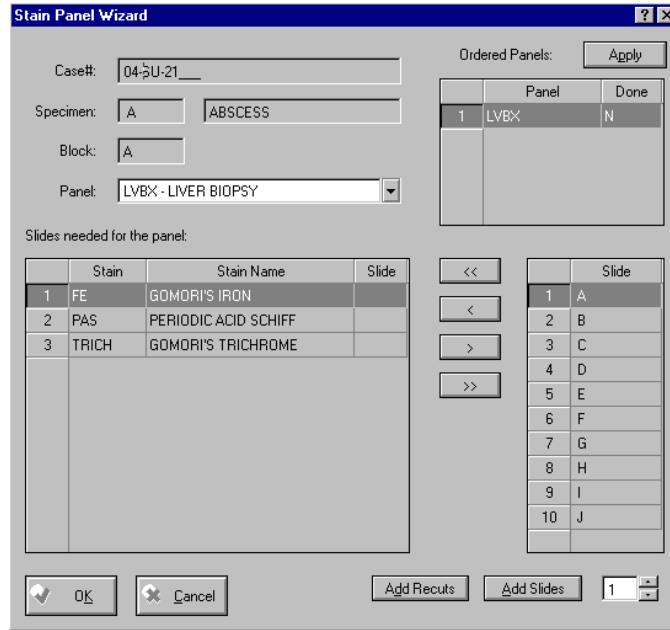 Stain Panel Wizard
Case#: 04-SU-21___
Ordered Panels: Apply
Panel Done
1 LVBX N
Specimen: A ABSCESS
Block: A
Panel: LVBX - LIVER BIOPSY
Slides needed for the panel:
Stain Stain Name Slide
1 FE GOMORI'S IRON
2 PAS PERIODIC ACID SCHIFF
3 TRICH GOMORI'S TRICHROME
<<
<
>
>>
Slide
1 A
2 B
3 C
4 D
5 E
6 F
7 G
8 H
9 I
10 J
OK Cancel Add Recuts Add Slides 1